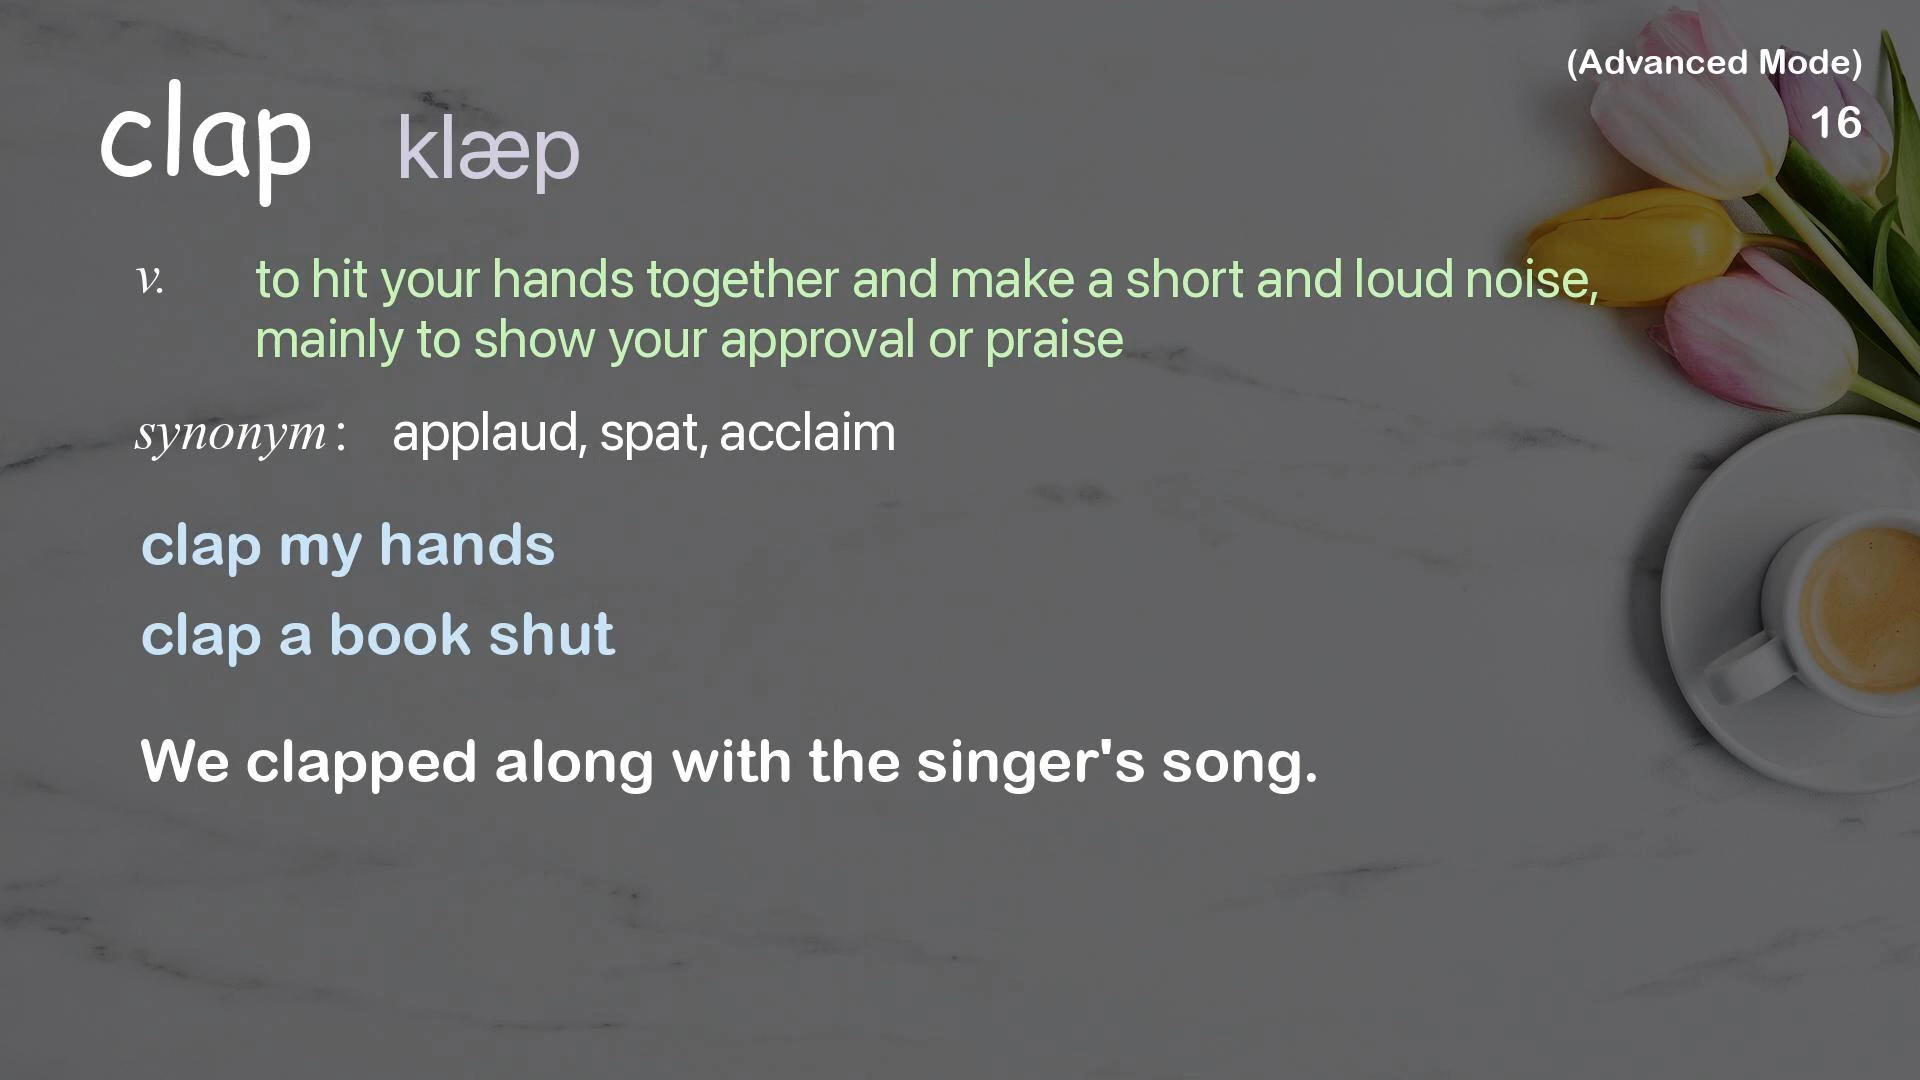 (Advanced Mode)
16
clap klæp
v. to hit your hands together and make a short and loud noise,
mainly to show your approval or praise
synonym: applaud, spat, acclaim
clap my hands
clap a book shut
We clapped along with the singer's song.